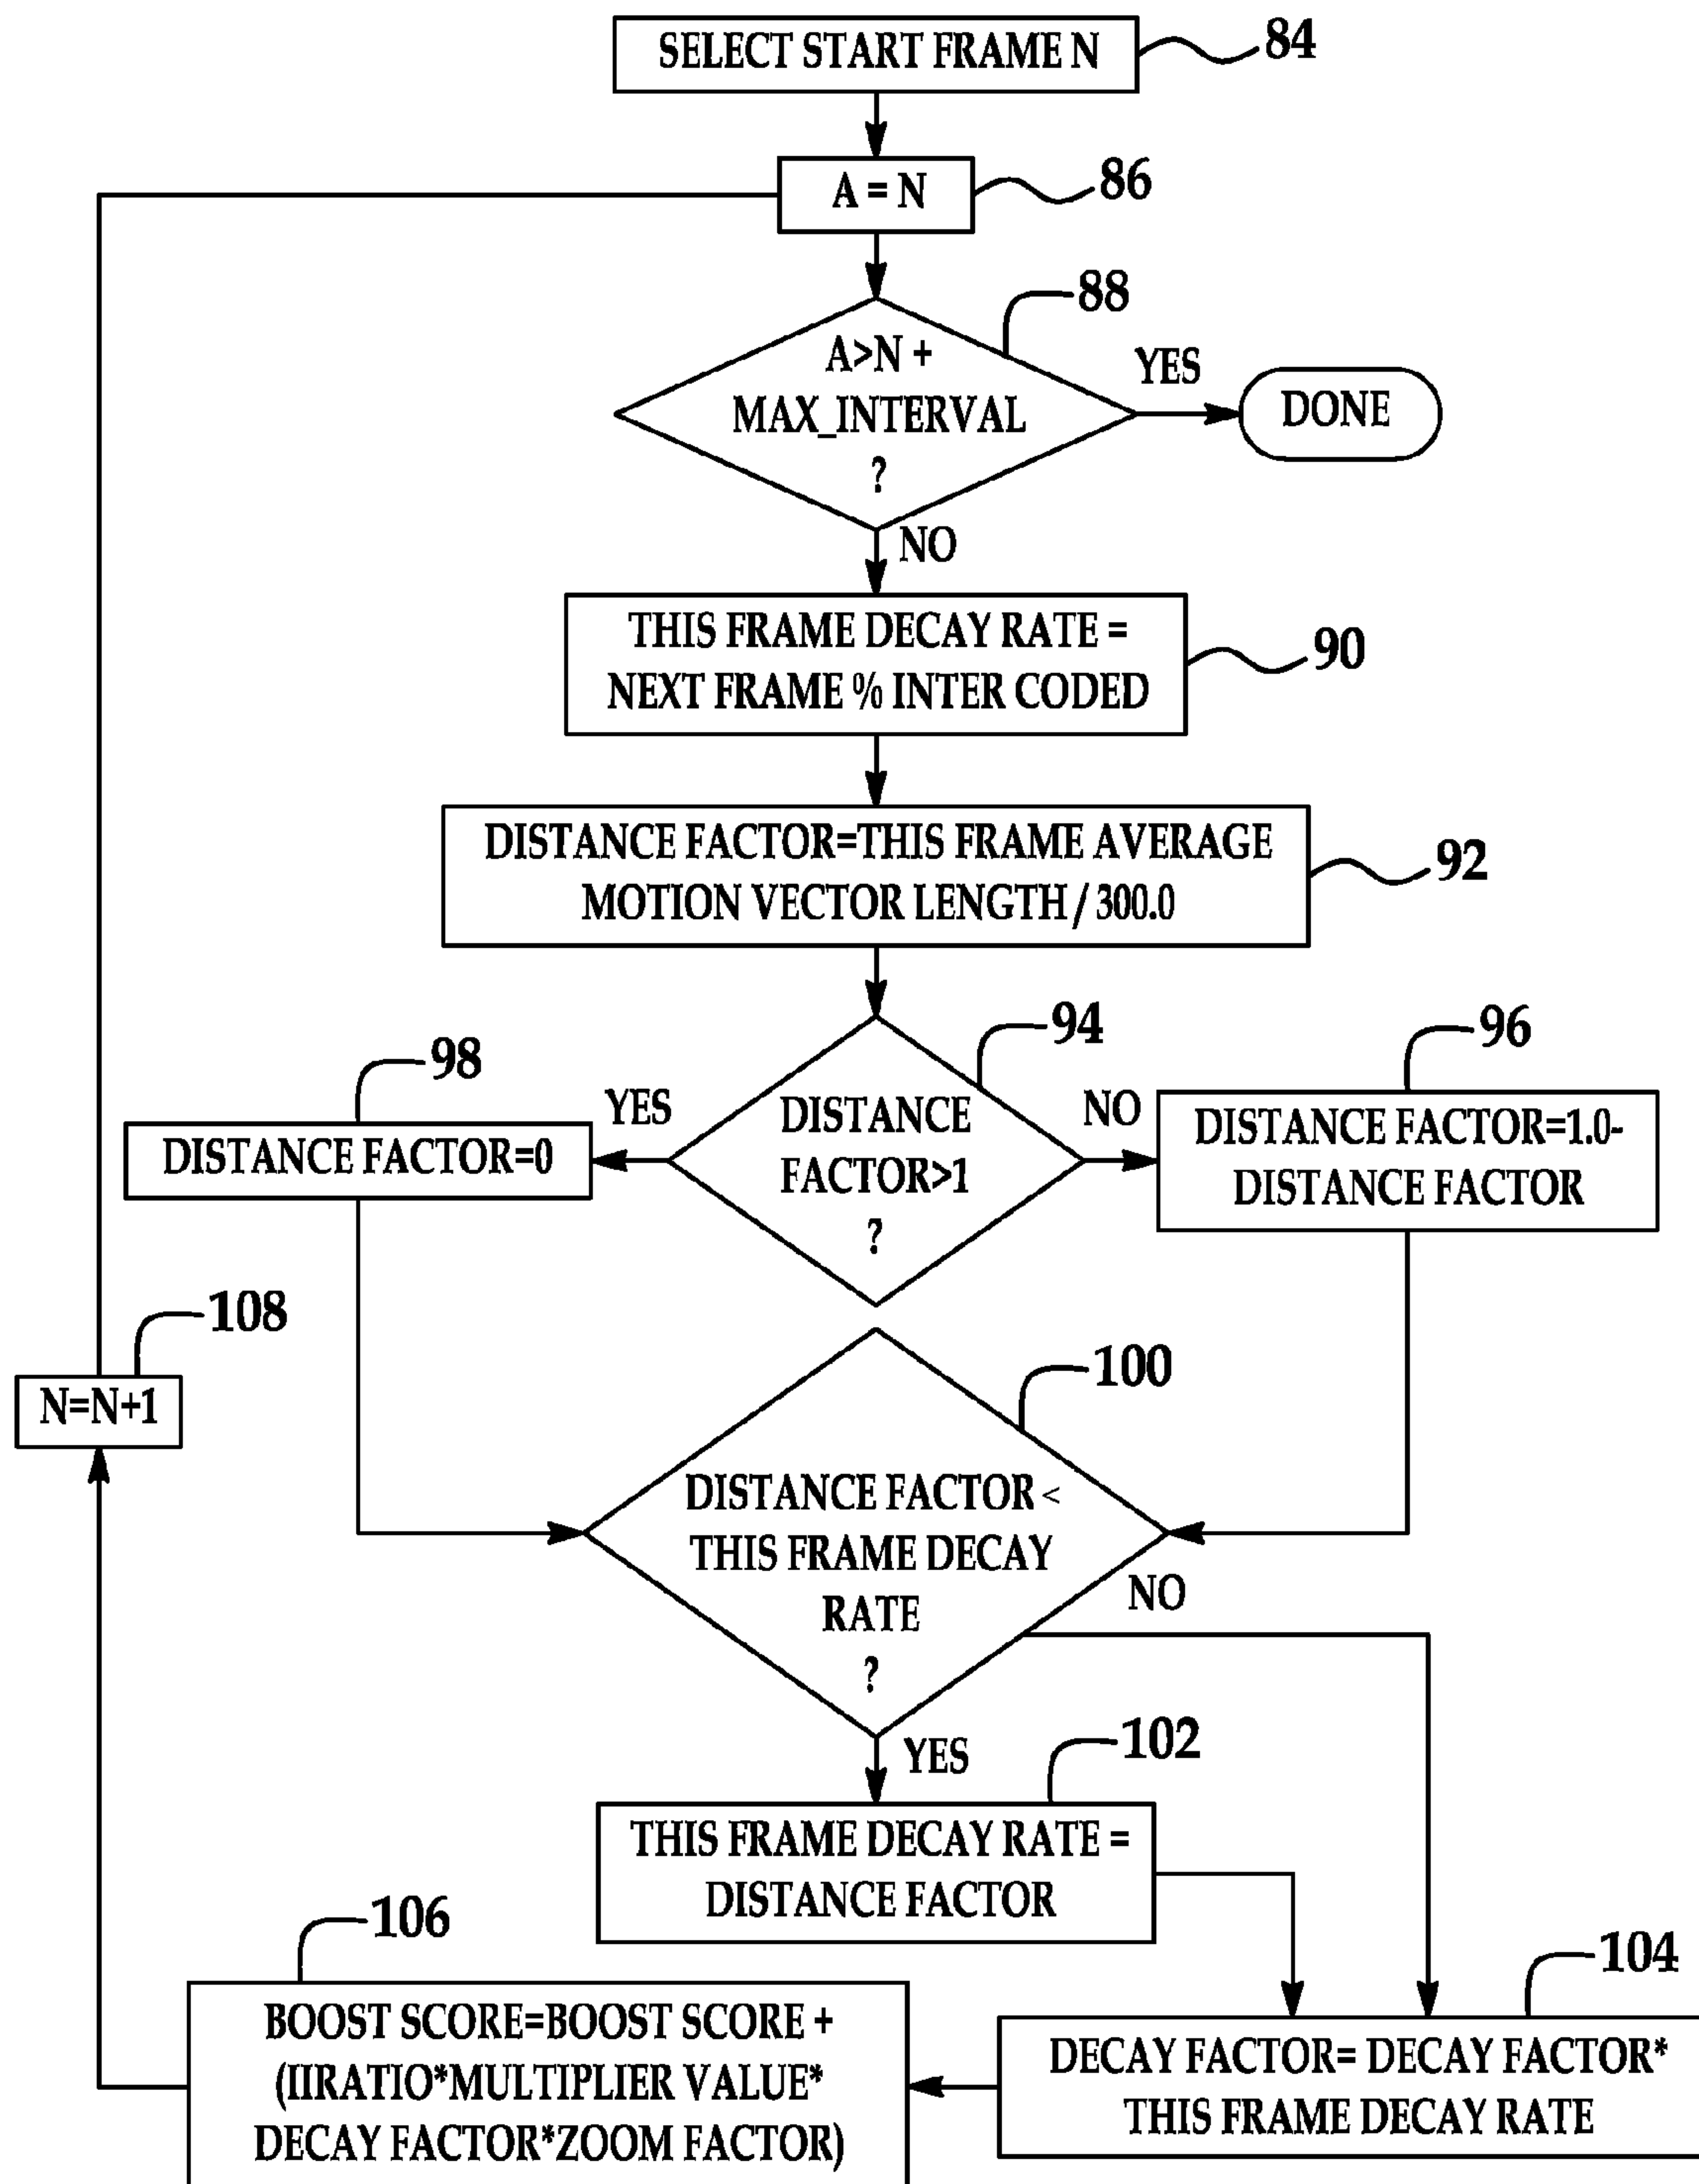 SELECT START FRAME N
84
A = N
86
88
A>N +
MAX_INTERVAL
?
YES
DONE
NO
THIS FRAME DECAY RATE =
NEXT FRAME % INTER CODED
90
DISTANCE FACTOR=THIS FRAME AVERAGE
MOTION VECTOR LENGTH / 300.0
92
94
DISTANCE
FACTOR>1
?
YES
NO
98
DISTANCE FACTOR=0
96
DISTANCE FACTOR=1.0-
DISTANCE FACTOR
108
N=N+1
100
DISTANCE FACTOR <
THIS FRAME DECAY
RATE
?
NO
YES
102
THIS FRAME DECAY RATE =
DISTANCE FACTOR
104
DECAY FACTOR= DECAY FACTOR*
THIS FRAME DECAY RATE
106
BOOST SCORE=BOOST SCORE +
(IIRATIO*MULTIPLIER VALUE*
DECAY FACTOR*ZOOM FACTOR)